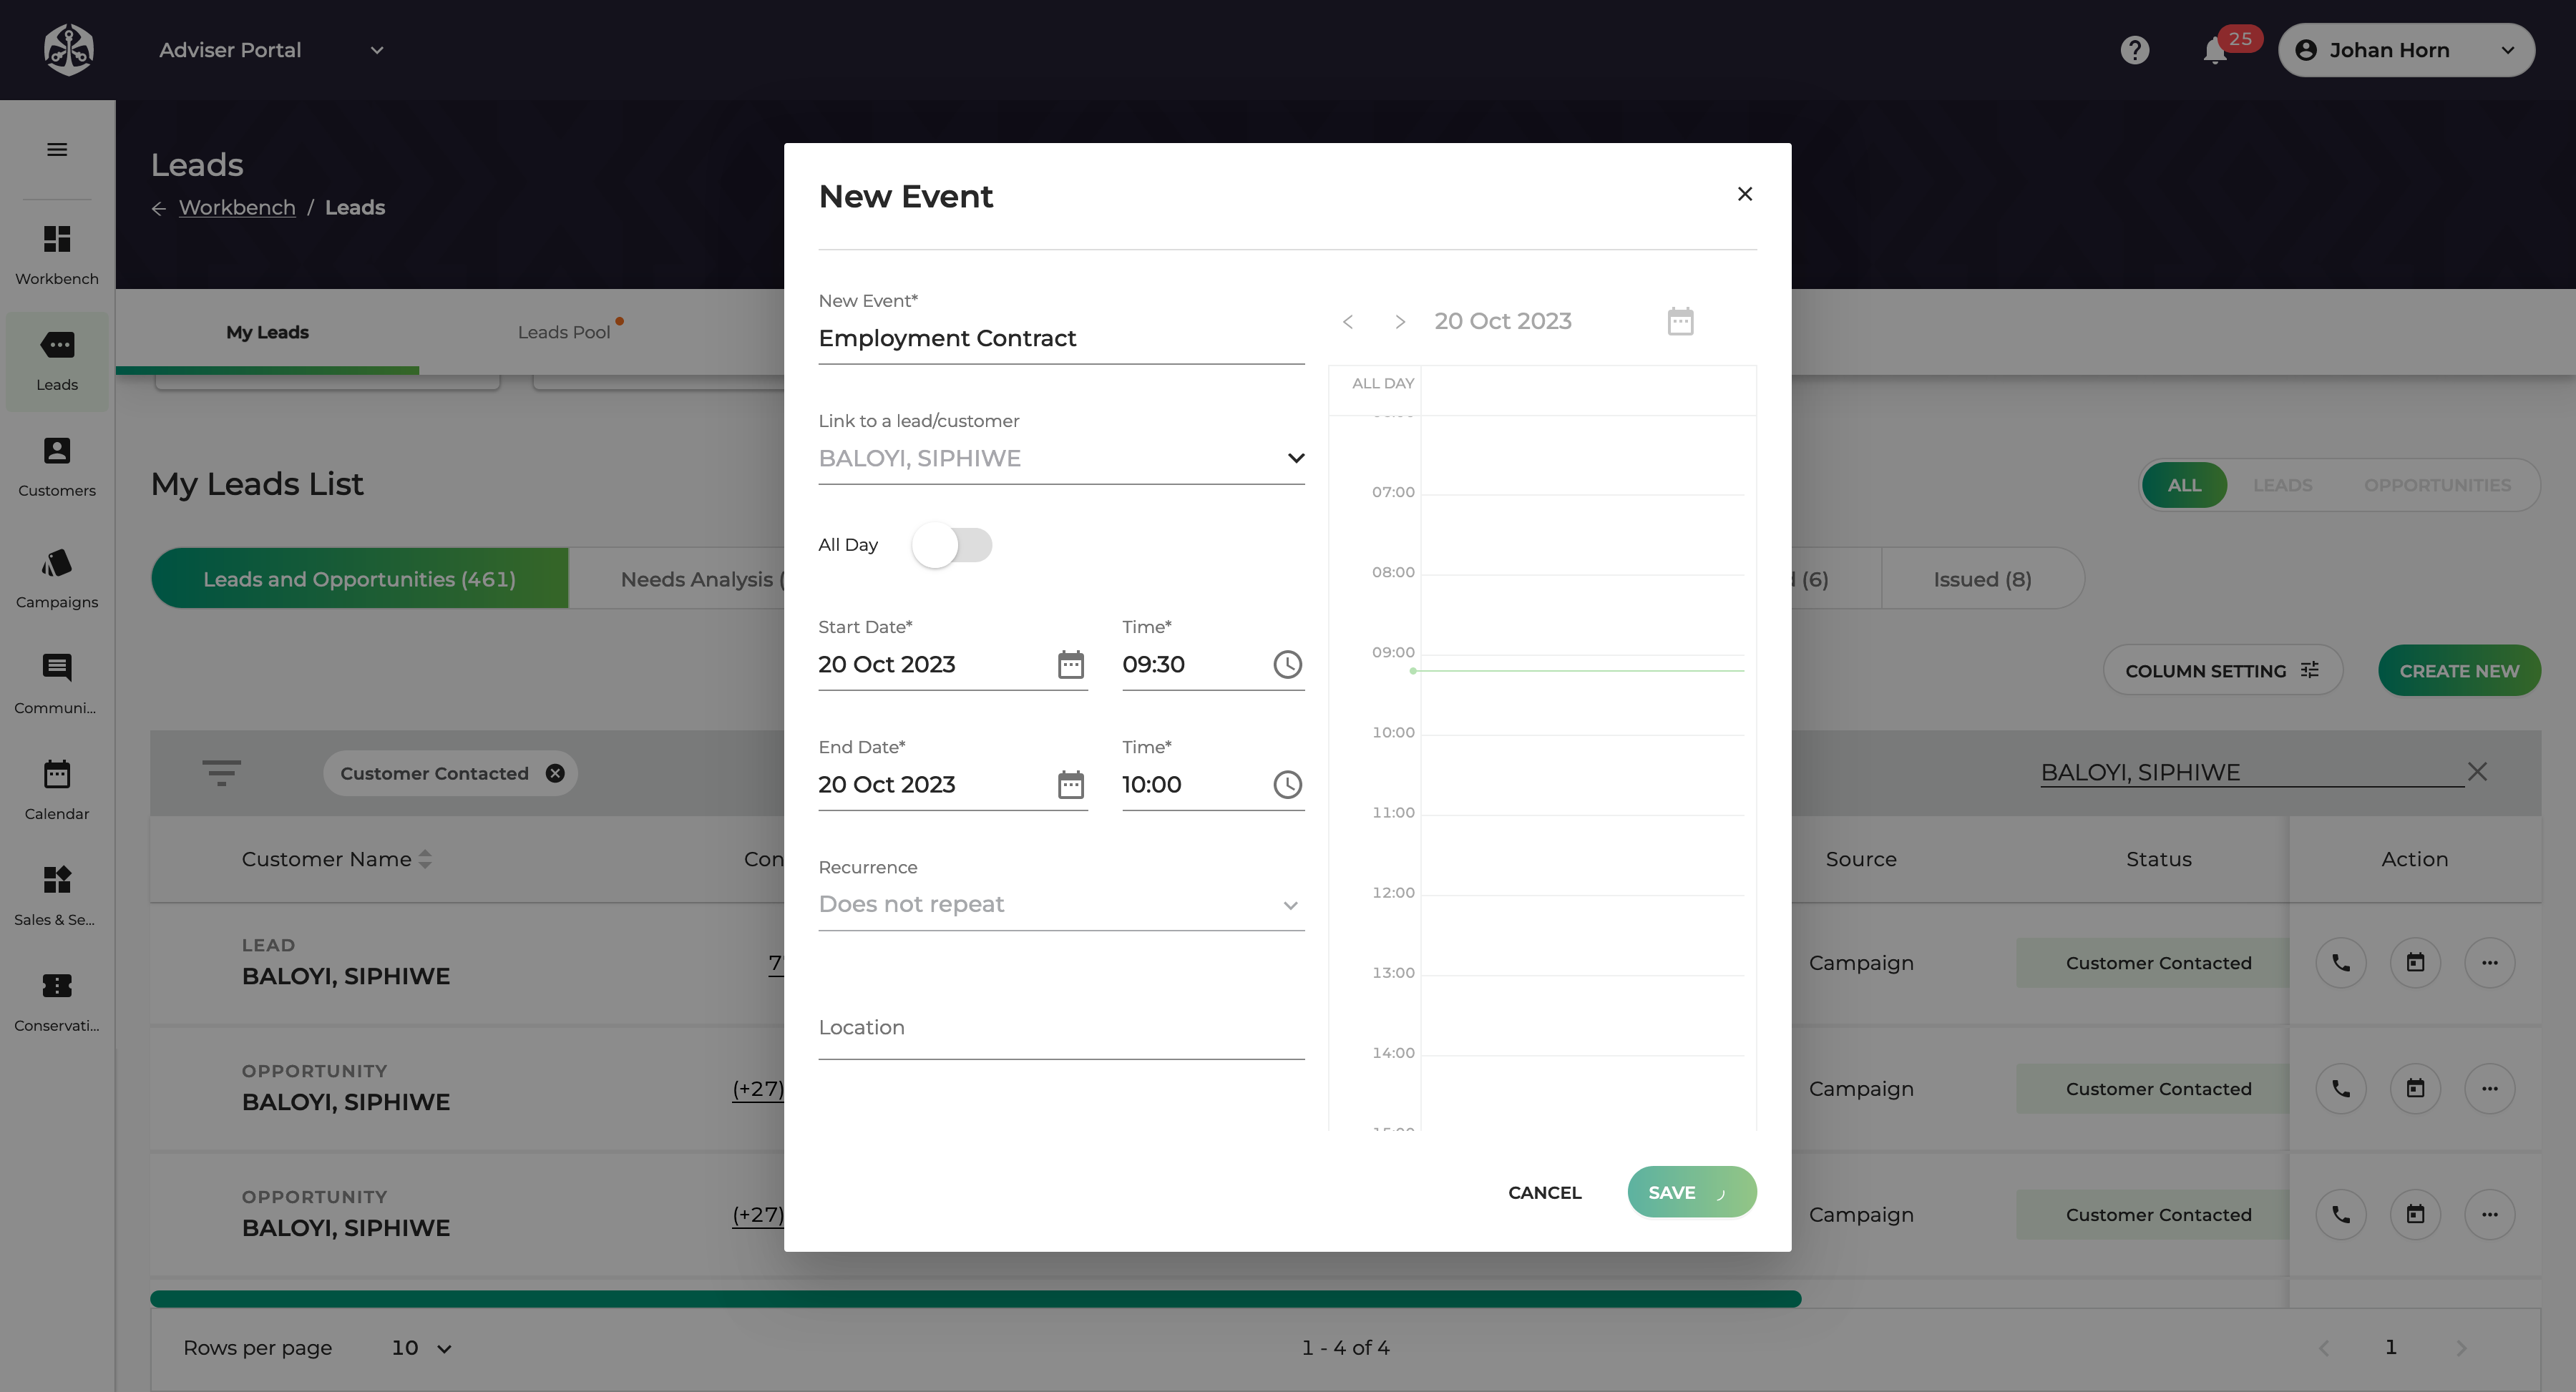 Adviser Portal
25
Johan Horn
Leads
Workbench / Leads
Workbench
Leads
Customers
Campaigns
Communi...
Calendar
Sales & Se...
Conservati...
My Leads
Leads Pool
My Leads List
ALL
LEADS
OPPORTUNITIES
Leads and Opportunities (461)
Needs Analysis (
(6)
Issued (8)
COLUMN SETTING
CREATE NEW
Customer Contacted
BALOYI, SIPHIWE
Customer Name
Con
Source
Status
Action
LEAD
BALOYI, SIPHIWE
Campaign
Customer Contacted
OPPORTUNITY
BALOYI, SIPHIWE
(+27)
Campaign
Customer Contacted
OPPORTUNITY
BALOYI, SIPHIWE
(+27)
Campaign
Customer Contacted
Rows per page
10
1 - 4 of 4
1
New Event
New Event*
Employment Contract
Link to a lead/customer
BALOYI, SIPHIWE
All Day
Start Date*
Time*
20 Oct 2023
09:30
End Date*
Time*
20 Oct 2023
10:00
Recurrence
Does not repeat
Location
20 Oct 2023
ALL DAY
07:00
08:00
09:00
10:00
11:00
12:00
13:00
14:00
CANCEL
SAVE